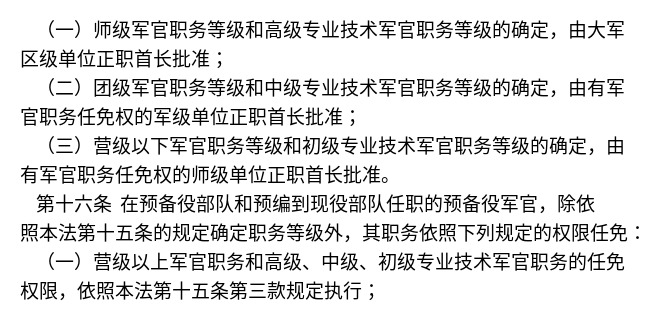 （一）师级军官职务等级和高级专业技术军官职务等级的确定，由大军
区级单位正职首长批准；
（二）团级军官职务等级和中级专业技术军官职务等级的确定，由有军
官职务任免权的军级单位正职首长批准；
（三）营级以下军官职务等级和初级专业技术军官职务等级的确定，由
有军官职务任免权的师级单位正职首长批准。
第十六条 在预备役部队和预编到现役部队任职的预备役军官，除依
照本法第十五条的规定确定职务等级外，其职务依照下列规定的权限任免：
（一）营级以上军官职务和高级、中级、初级专业技术军官职务的任免
权限，依照本法第十五条第三款规定执行；